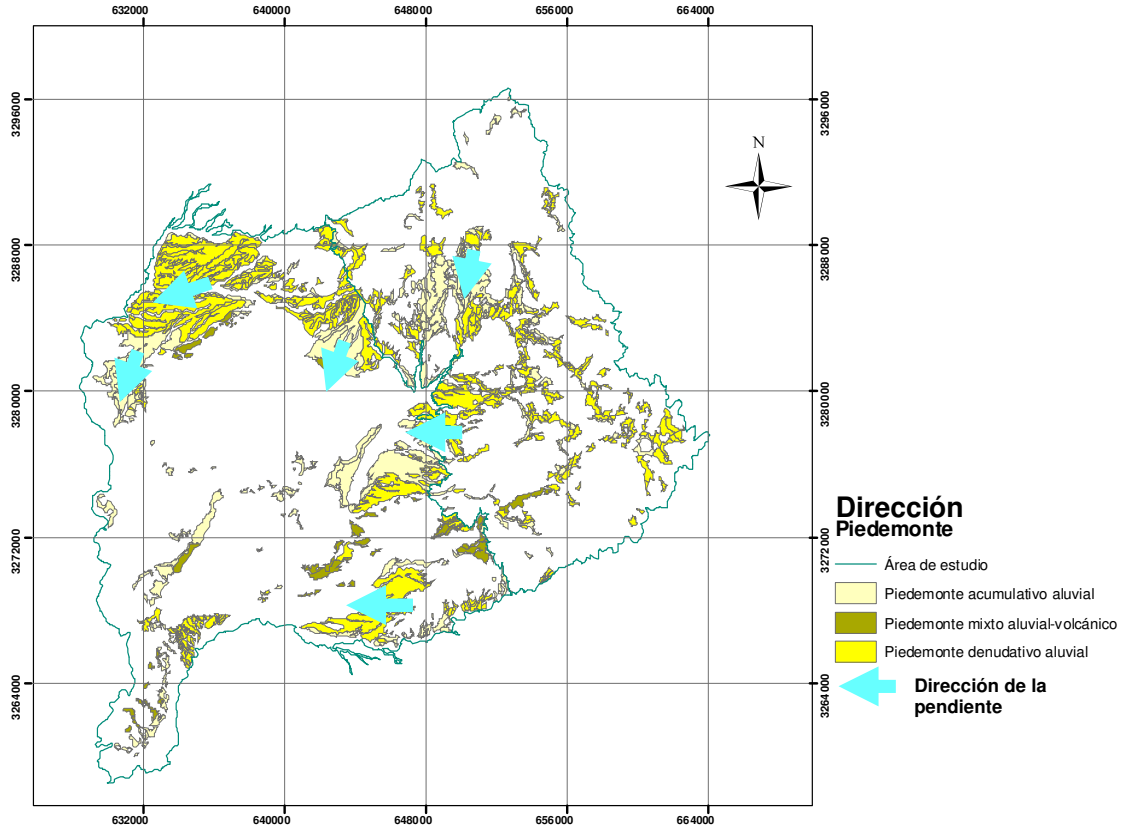 632000 640000 648000 656000 664000
3296000 3296000
N
3288000 3288000
3280000 3280000
3272000 3272000
3264000 3264000
Dirección
Piedemonte
Área de estudio
Piedemonte acumulativo aluvial
Piedemonte mixto aluvial-volcánico
Piedemonte denudativo aluvial
Dirección de la
pendiente
632000 640000 648000 656000 664000